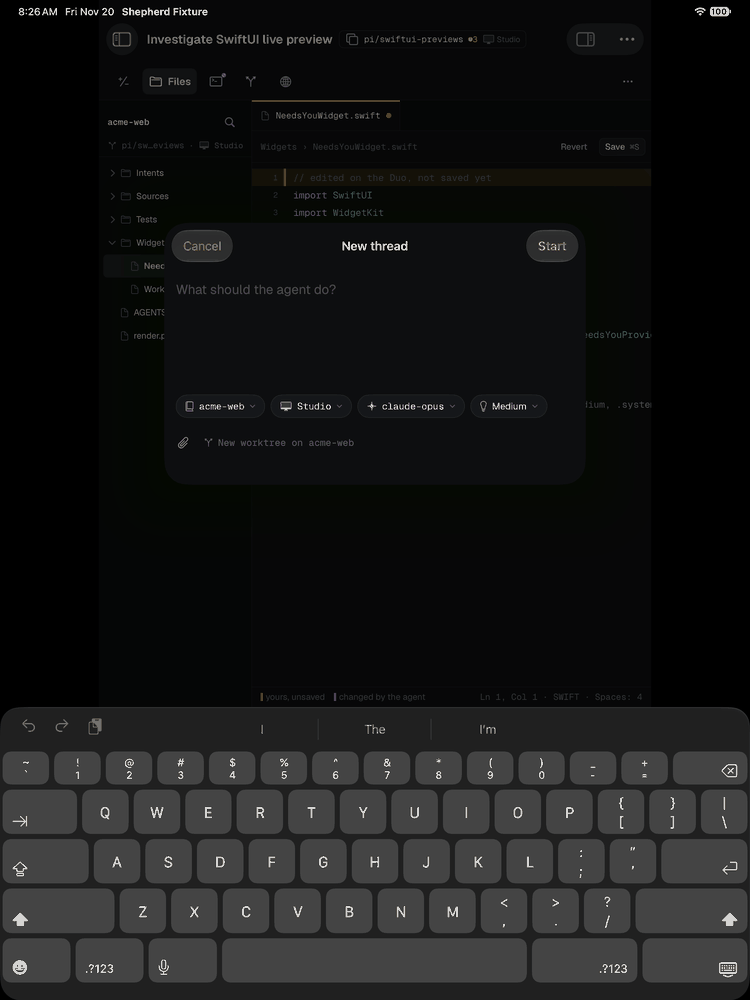 8:26 AM Fri Nov 20 Shepherd Fixture 100
Investigate SwiftUI live preview pi/swiftui-previews 3 Studio
Files
acme-web
pi/sw…eviews · Studio
Intents
Sources
Tests
Widget
Need
Work
AGENTS
render.p
NeedsYouWidget.swift
Widgets › NeedsYouWidget.swift Revert Save ⌘S
1 // edited on the Duo, not saved yet
2 import SwiftUI
3 import WidgetKit
eedsYouProvi
dium, .system
Cancel New thread Start
What should the agent do?
acme-web Studio claude-opus Medium
New worktree on acme-web
yours, unsaved changed by the agent Ln 1, Col 1 · SWIFT · Spaces: 4
I The I'm
~ ! @ # $ % ^ & * ( ) _ +
` 1 2 3 4 5 6 7 8 9 0 - =
Q W E R T Y U I O P { } |
[ ] \
A S D F G H J K L : "
; '
Z X C V B N M < > ?
, . /
.?123 .?123